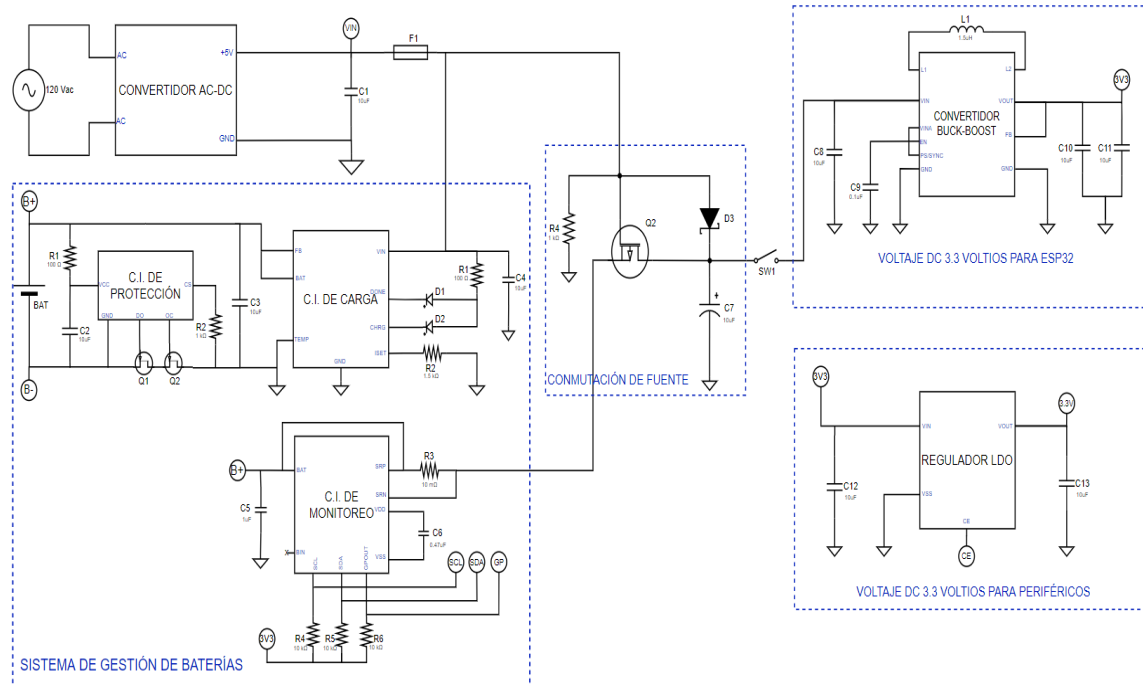 120 Vac
AC
AC
+5V
GND
CONVERTIDOR AC-DC
VIN
F1
C1
10uF
B+
R1
100 Ω
C.I. DE
PROTECCIÓN
VCC
CS
GND
DO
OC
BAT
C2
10uF
R2
1 kΩ
C3
10uF
Q1
Q2
B-
C.I. DE CARGA
FB
BAT
TEMP
GND
VIN
DONE
CHRG
ISET
R1
100 Ω
D1
D2
R2
1.5 kΩ
C4
10uF
B+
C5
1uF
C.I. DE
MONITOREO
BAT
BIN
SRP
SRN
VDD
VSS
SCL
SDA
GPOUT
R3
10 mΩ
C6
0.47uF
SCL
SDA
GP
R4
10 kΩ
R5
10 kΩ
R6
10 kΩ
3V3
SISTEMA DE GESTIÓN DE BATERÍAS
R4
1 kΩ
Q2
D3
C7
10uF
+
CONMUTACIÓN DE FUENTE
SW1
L1
1.5uH
L1
L2
VIN
VINA
EN
PS/SYNC
GND
CONVERTIDOR
BUCK-BOOST
VOUT
FB
GND
C8
10uF
C9
0.1uF
C10
10uF
C11
10uF
3V3
VOLTAJE DC 3.3 VOLTIOS PARA ESP32
3V3
C12
10uF
VIN
VSS
REGULADOR LDO
VOUT
CE
CE
3.3V
C13
10uF
VOLTAJE DC 3.3 VOLTIOS PARA PERIFÉRICOS